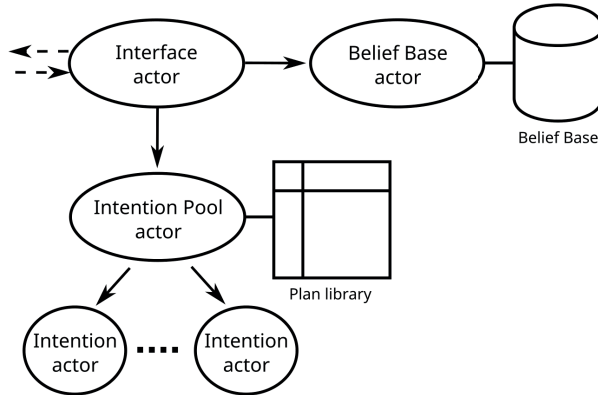 Interface
actor
Belief Base
actor
Belief Base
Intention Pool
actor
Plan library
Intention
actor
Intention
actor